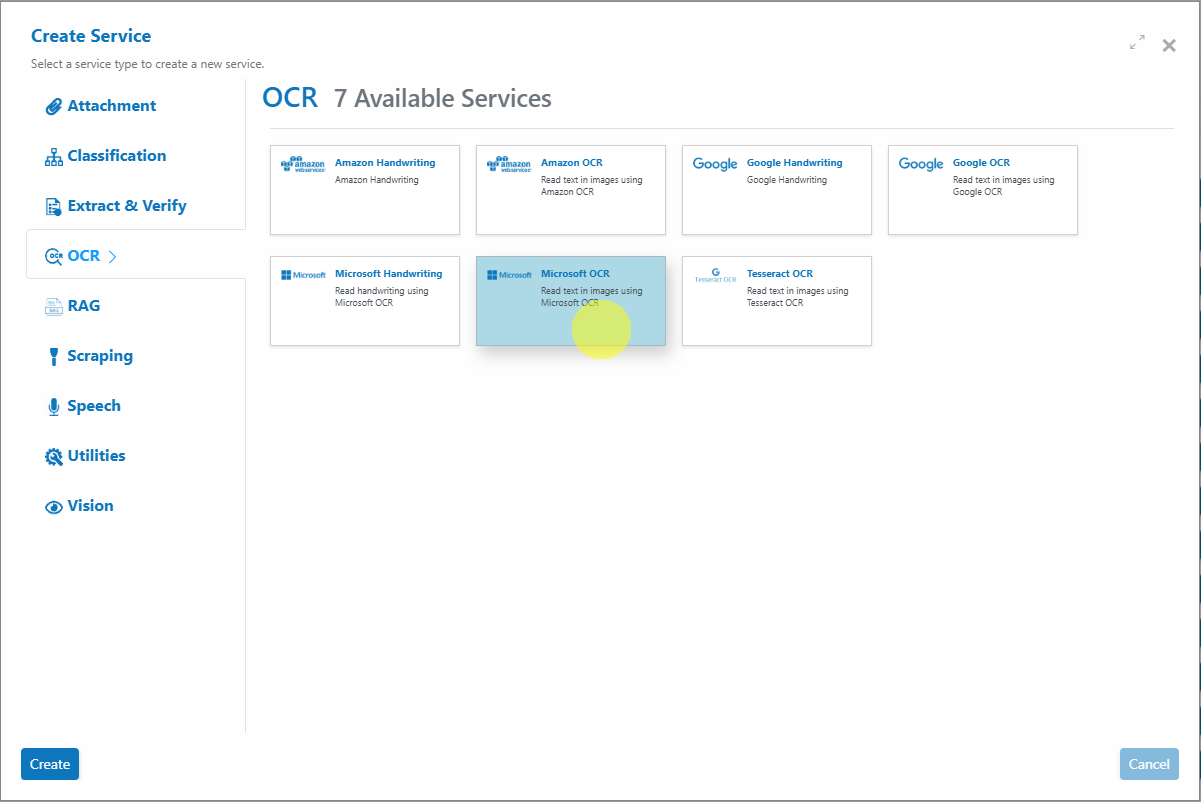 Create Service
Select a service type to create a new service.
Attachment
Classification
Extract & Verify
OCR
OCR
RAG
Scraping
Speech
Utilities
Vision
OCR 7 Available Services
amazon
webservices
Amazon Handwriting
Amazon Handwriting
amazon
webservices
Amazon OCR
Read text in images using
Amazon OCR
Google
Google Handwriting
Google Handwriting
Google
Google OCR
Read text in images using
Google OCR
Microsoft
Microsoft Handwriting
Read handwriting using
Microsoft OCR
Microsoft
Microsoft OCR
Read text in images using
Microsoft OCR
G
Tesseract OCR
Tesseract OCR
Read text in images using
Tesseract OCR
Create
Cancel